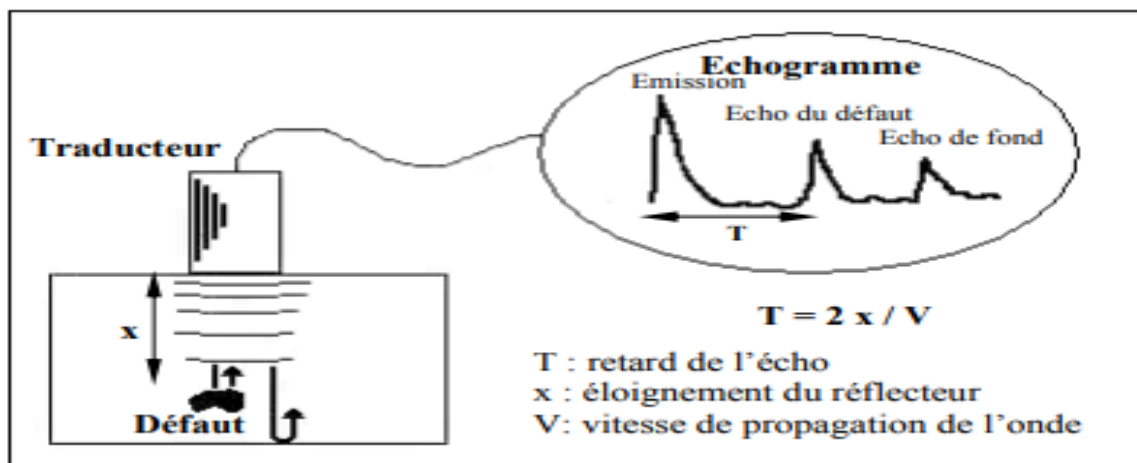 Echogramme
Emission
Echo du défaut
Echo de fond
T
Traducteur
x
Défaut
T = 2 x / V
T : retard de l'écho
x : éloignement du réflecteur
V: vitesse de propagation de l'onde